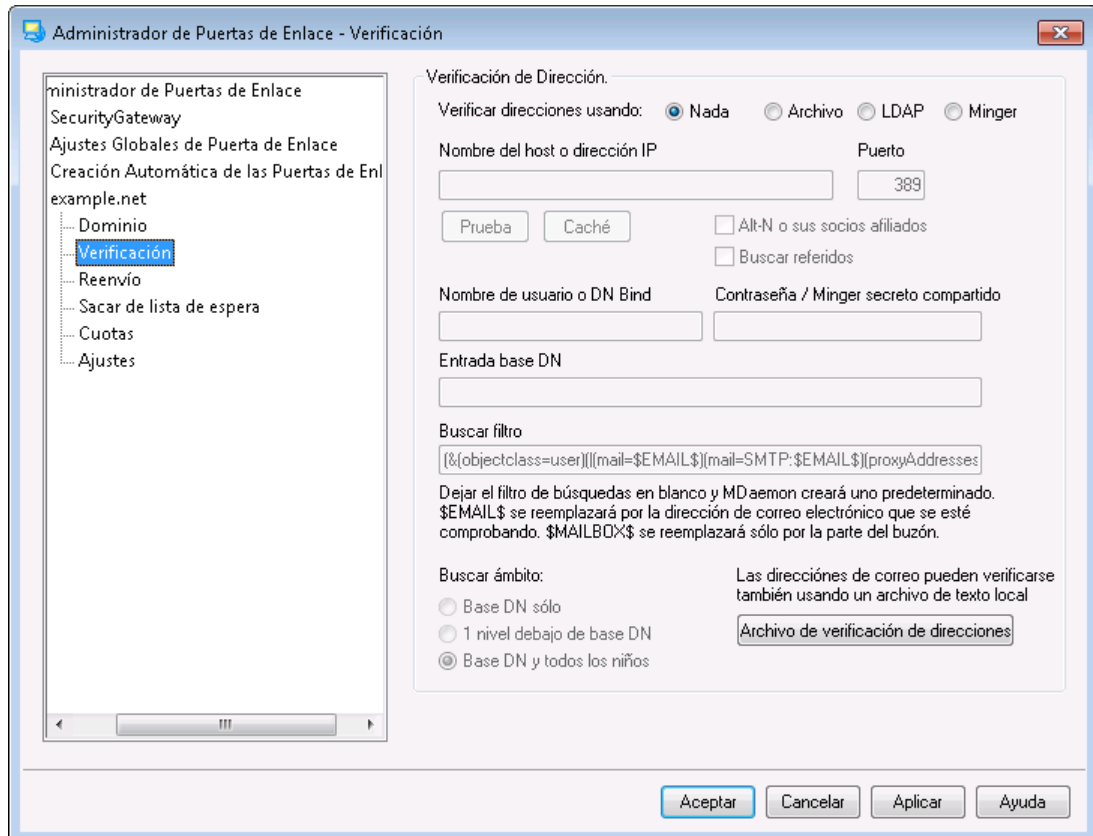 Administrador de Puertas de Enlace - Verificación
ministrador de Puertas de Enlace
SecurityGateway
Ajustes Globales de Puerta de Enlace
Creación Automática de las Puertas de Enl
example.net
Dominio
Verificación
Reenvío
Sacar de lista de espera
Cuotas
Ajustes
Verificación de Dirección.
Verificar direcciones usando: Nada Archivo LDAP Minger
Nombre del host o dirección IP Puerto
389
Prueba Caché Alt-N o sus socios afiliados
Buscar referidos
Nombre de usuario o DN Bind Contraseña / Minger secreto compartido
Entrada base DN
Buscar filtro
(&(objectclass=user)(|(mail=$EMAIL$)(mail=SMTP:$EMAIL$)(proxyAddresses
Dejar el filtro de búsquedas en blanco y MDaemon creará uno predeterminado.
$EMAIL$ se reemplazará por la dirección de correo electrónico que se esté
comprobando. $MAILBOX$ se reemplazará sólo por la parte del buzón.
Buscar ámbito:
Base DN sólo
1 nivel debajo de base DN
Base DN y todos los niños
Las direcciónes de correo pueden verificarse
también usando un archivo de texto local
Archivo de verificación de direcciones
Aceptar Cancelar Aplicar Ayuda